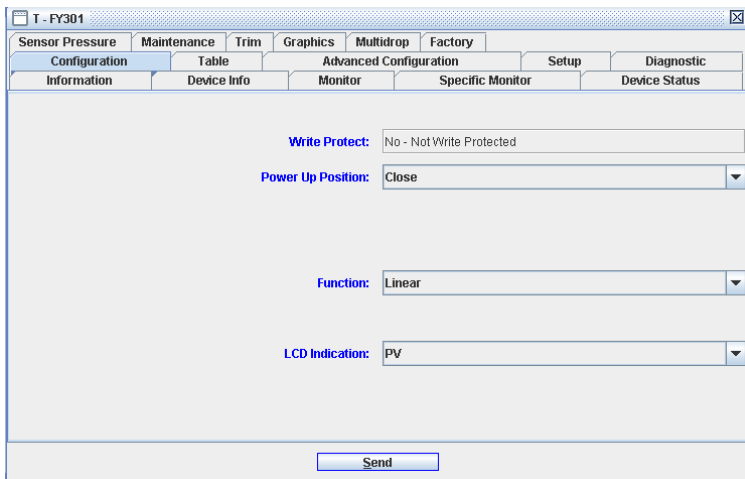 T - FY301
Sensor Pressure Maintenance Trim Graphics Multidrop Factory
Configuration Table Advanced Configuration Setup Diagnostic
Information Device Info Monitor Specific Monitor Device Status
Write Protect: No - Not Write Protected
Power Up Position: Close
Function: Linear
LCD Indication: PV
Send